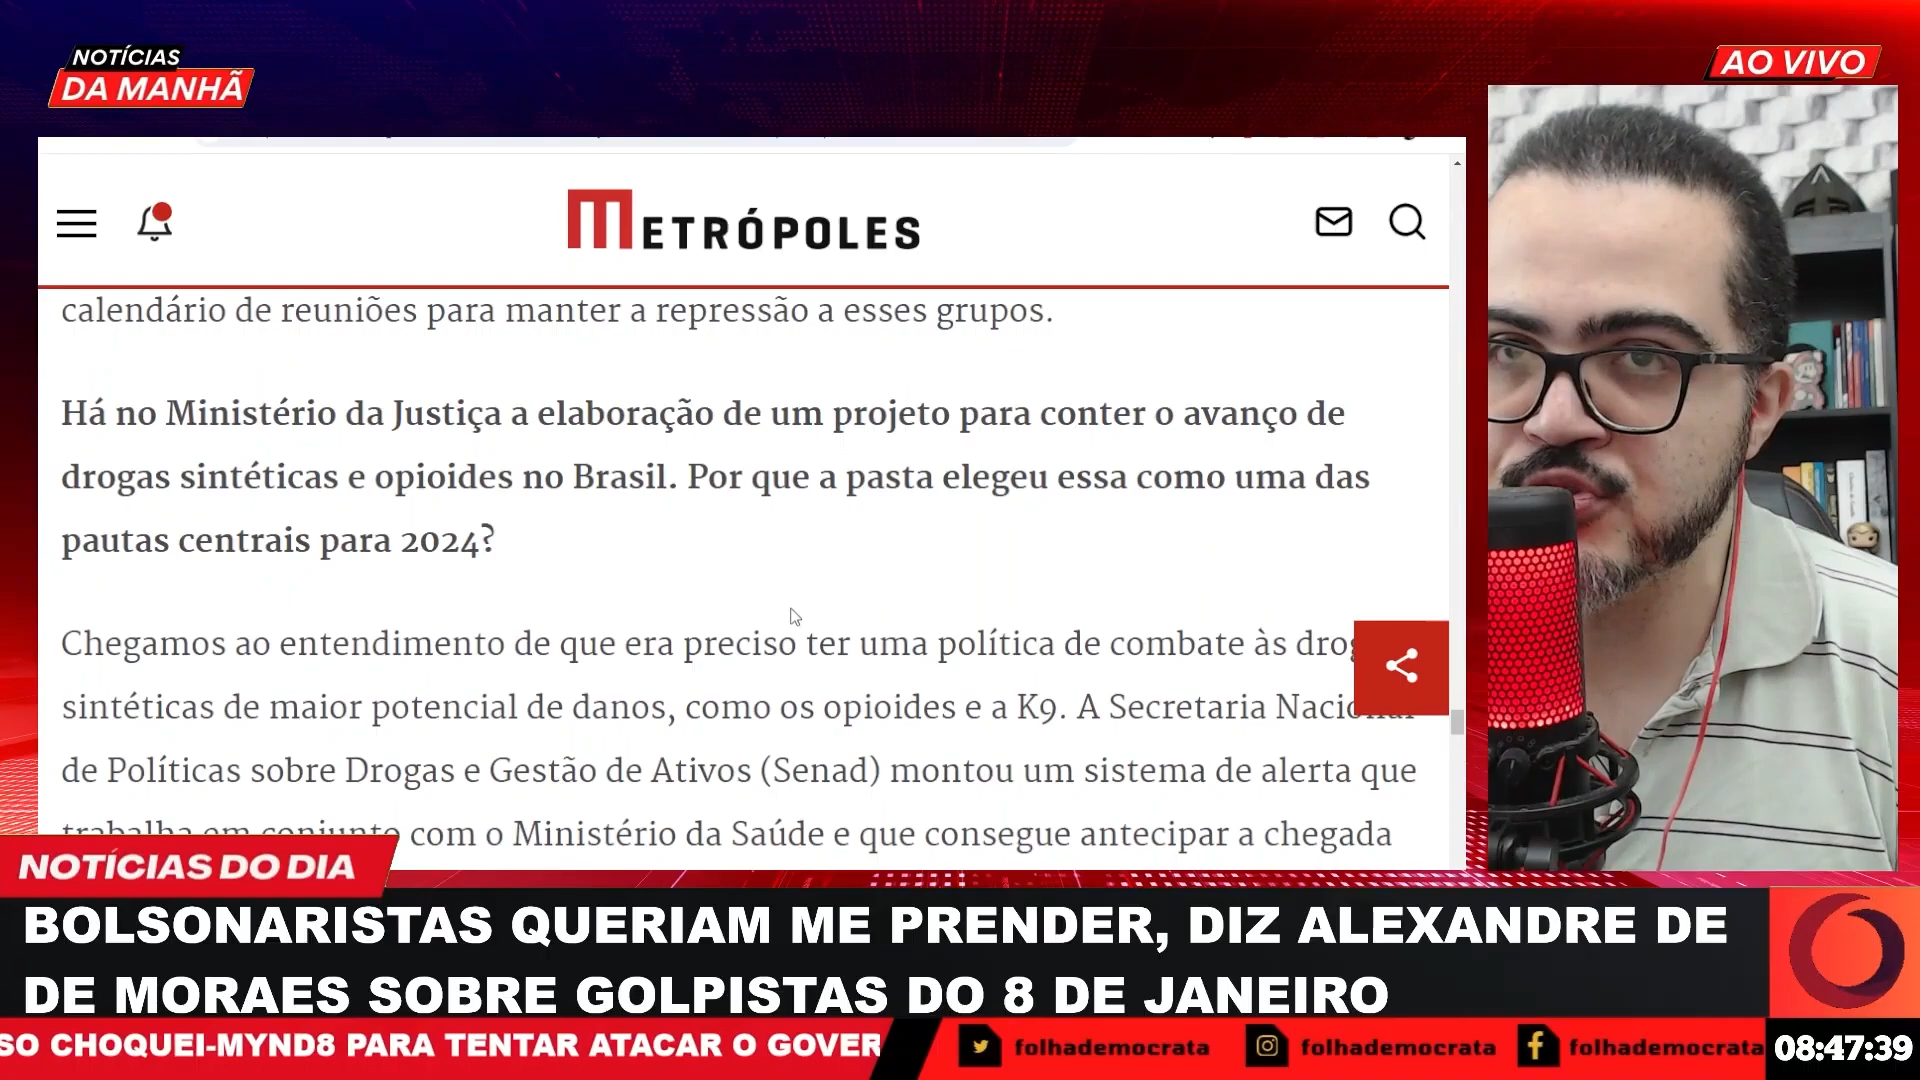 NOTÍCIAS
DA MANHÃ
AO VIVO
METRÓPOLES
calendário de reuniões para manter a repressão a esses grupos.
Há no Ministério da Justiça a elaboração de um projeto para conter o avanço de
drogas sintéticas e opioides no Brasil. Por que a pasta elegeu essa como uma das
pautas centrais para 2024?
Chegamos ao entendimento de que era preciso ter uma política de combate às
sintéticas de maior potencial de danos, como os opioides e a K9. A Secretaria Nacional
de Políticas sobre Drogas e Gestão de Ativos (Senad) montou um sistema de alerta que
trabalha em conjunto com o Ministério da Saúde e que consegue antecipar a chegada
NOTÍCIAS DO DIA
BOLSONARISTAS QUERIAM ME PRENDER, DIZ ALEXANDRE DE
DE MORAES SOBRE GOLPISTAS DO 8 DE JANEIRO
SO CHOQUEI-MYND8 PARA TENTAR ATACAR O GOVER
folhademocrata
folhademocrata
folhademocrata
08:47:39